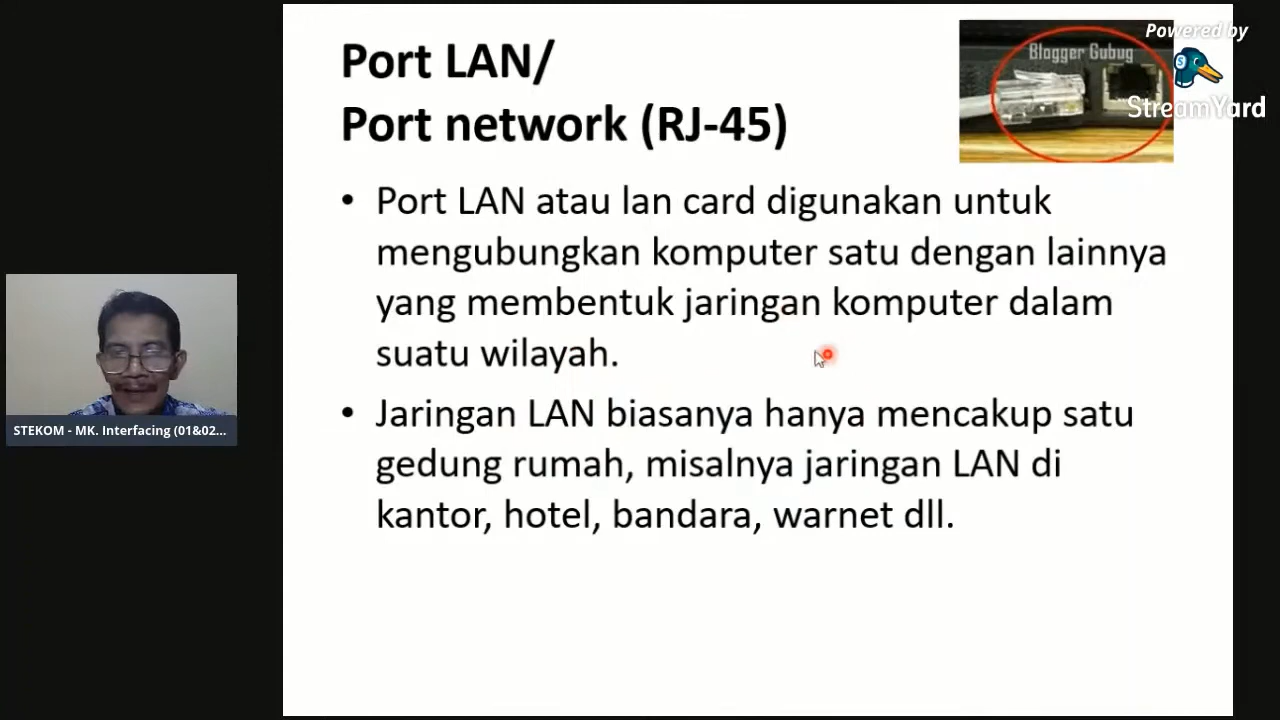 Port LAN/
Port network (RJ-45)
Blogger Gubug
Powered by
StreamYard
• Port LAN atau lan card digunakan untuk
mengubungkan komputer satu dengan lainnya
yang membentuk jaringan komputer dalam
suatu wilayah.
• Jaringan LAN biasanya hanya mencakup satu
gedung rumah, misalnya jaringan LAN di
kantor, hotel, bandara, warnet dll.
STEKOM - MK. Interfacing (01&02...